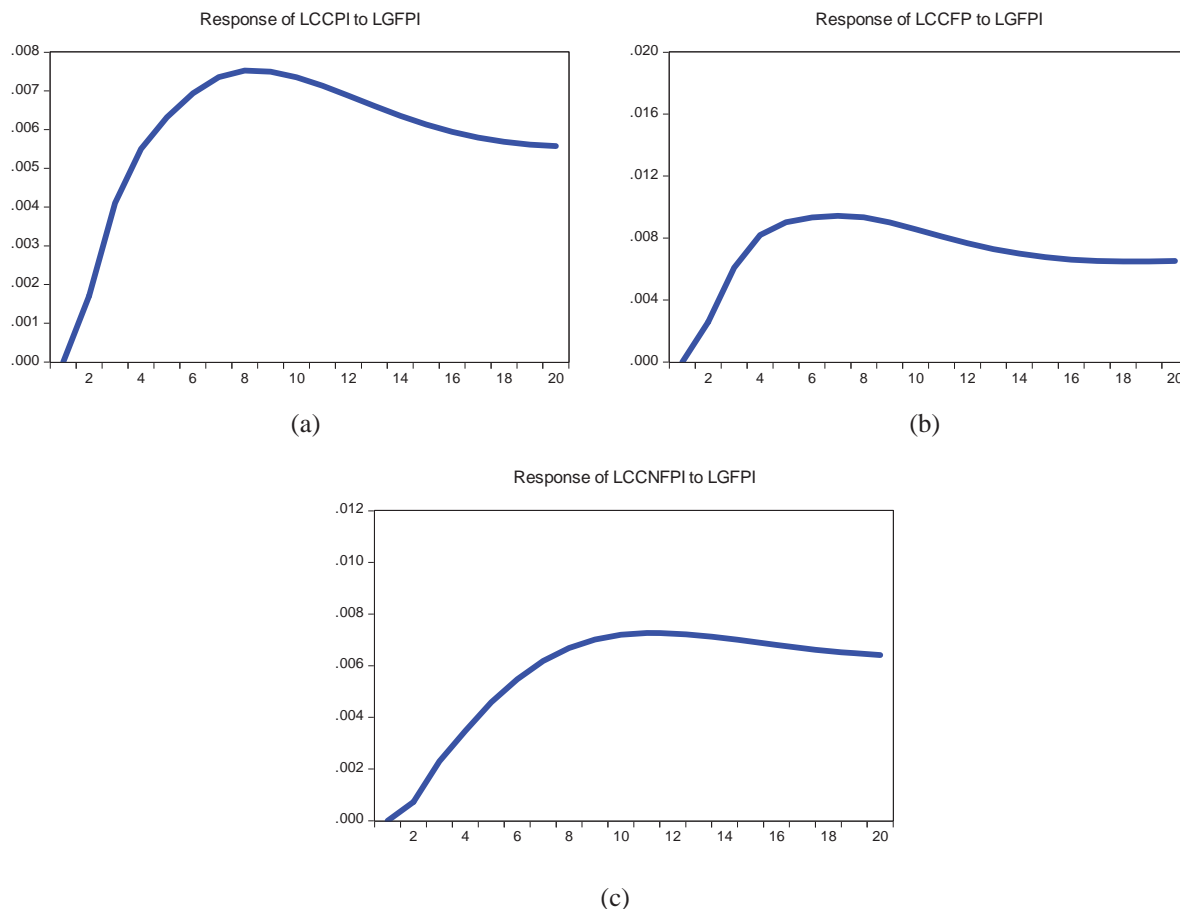 Response of LCCPI to LGFPI
.008
.007
.006
.005
.004
.003
.002
.001
.000
2 4 6 8 10 12 14 16 18 20
(a)
Response of LCCFP to LGFPI
.020
.016
.012
.008
.004
.000
2 4 6 8 10 12 14 16 18 20
(b)
Response of LCCNFPI to LGFPI
.012
.010
.008
.006
.004
.002
.000
2 4 6 8 10 12 14 16 18 20
(c)